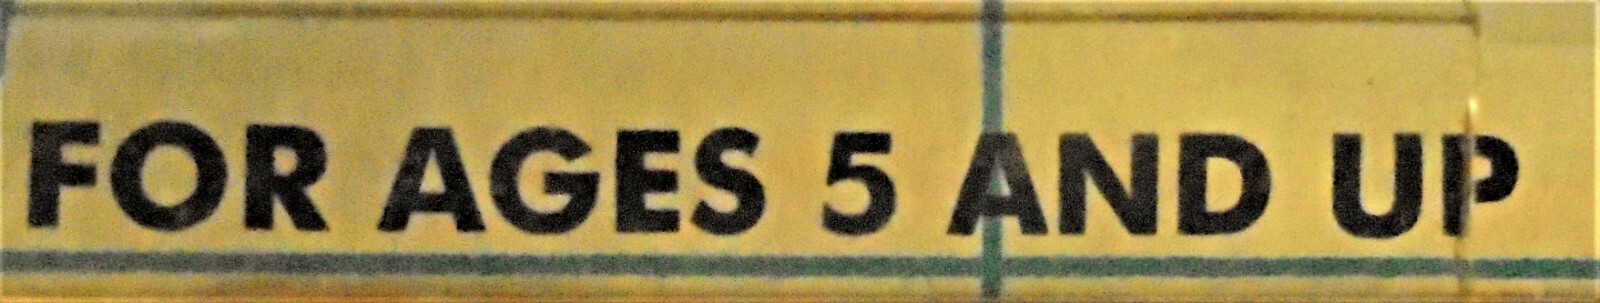 FOR AGES 5 AND UP